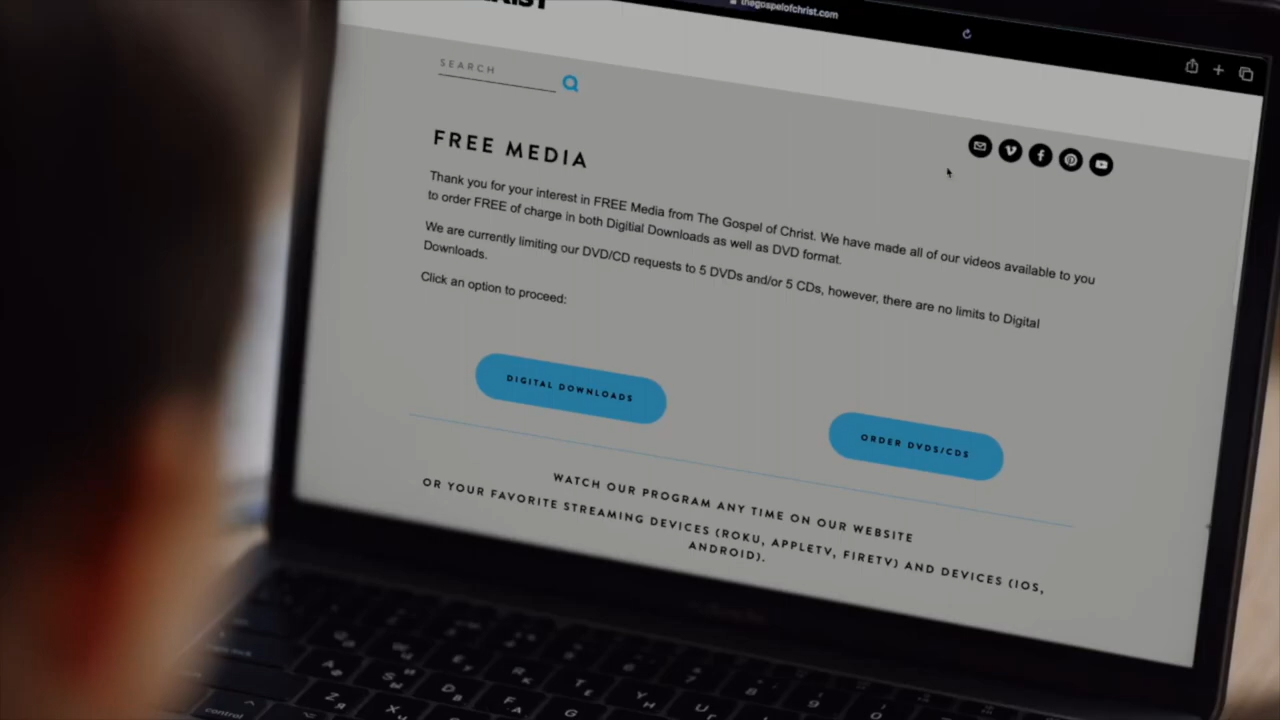 thegospelofchrist.com
SEARCH
FREE MEDIA
Thank you for your interest in FREE Media from The Gospel of Christ. We have made all of our videos available to you
to order FREE of charge in both Digitial Downloads as well as DVD format.
We are currently limiting our DVD/CD requests to 5 DVDs and/or 5 CDs, however, there are no limits to Digital
Downloads.
Click an option to proceed:
DIGITAL DOWNLOADS
ORDER DVDS/CDS
WATCH OUR PROGRAM ANY TIME ON OUR WEBSITE
OR YOUR FAVORITE STREAMING DEVICES (ROKU, APPLETV, FIRETV) AND DEVICES (IOS,
ANDROID).
control